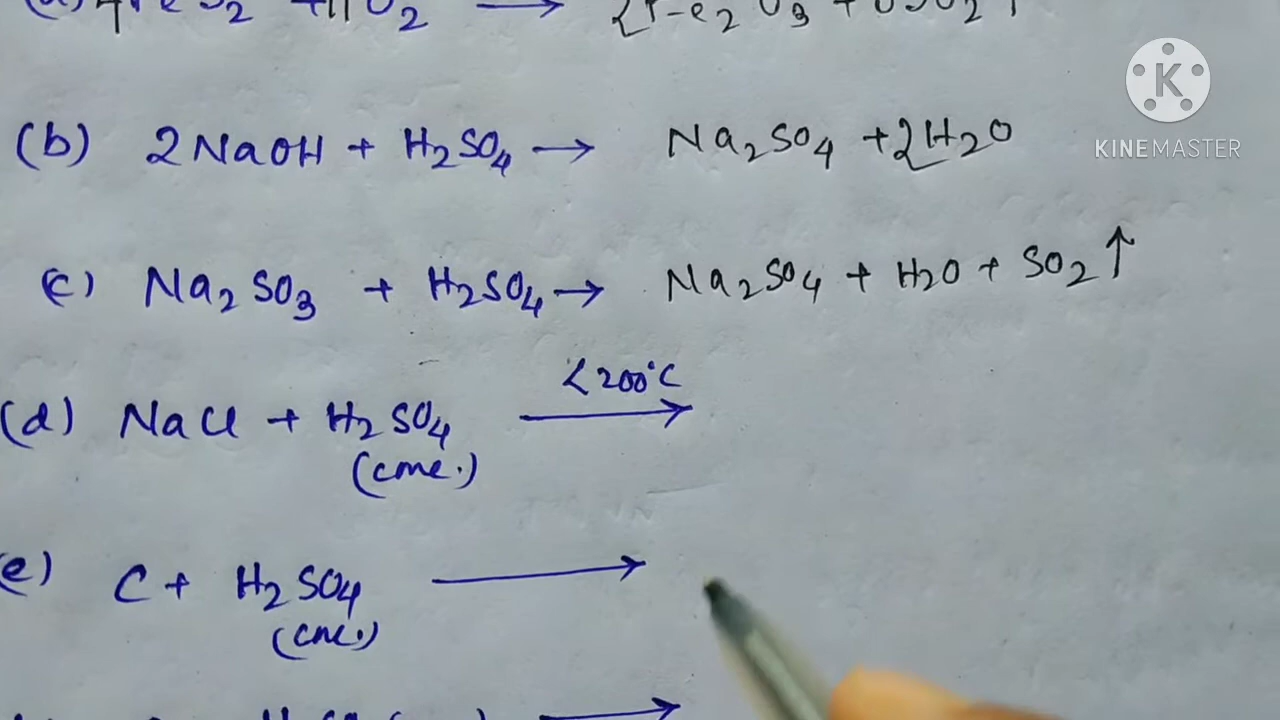 (b) 2NaOH + H₂SO₄ → Na₂SO₄ + 2H₂O
KINEMASTER
(c) Na₂SO₃ + H₂SO₄ → Na₂SO₄ + H₂O + SO₂ ↑
<200°C
(d) NaCl + H₂SO₄ →
(conc.)
(e) C + H₂SO₄ →
(conc.)